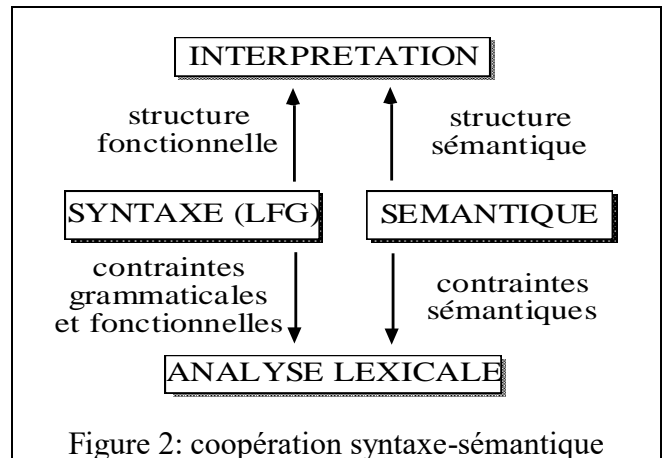 INTERPRETATION
structure
fonctionnelle
structure
sémantique
SYNTAXE (LFG)
SEMANTIQUE
contraintes
grammaticales
et fonctionnelles
contraintes
sémantiques
ANALYSE LEXICALE
Figure 2: coopération syntaxe-sémantique